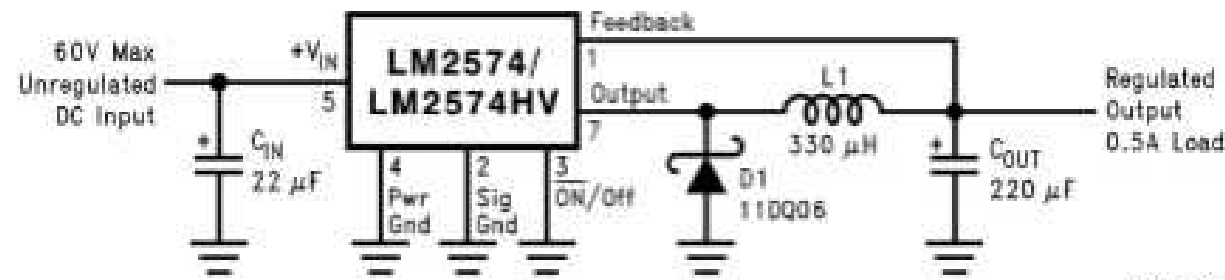 60V Max
Unregulated
DC Input
+VIN
5
CIN
22 μF
+
LM2574/
LM2574HV
4
Pwr
Gnd
2
Sig
Gnd
3
ON/Off
Feedback
1
Output
7
D1
11DQ06
L1
330 μH
+
COUT
220 μF
Regulated
Output
0.5A Load